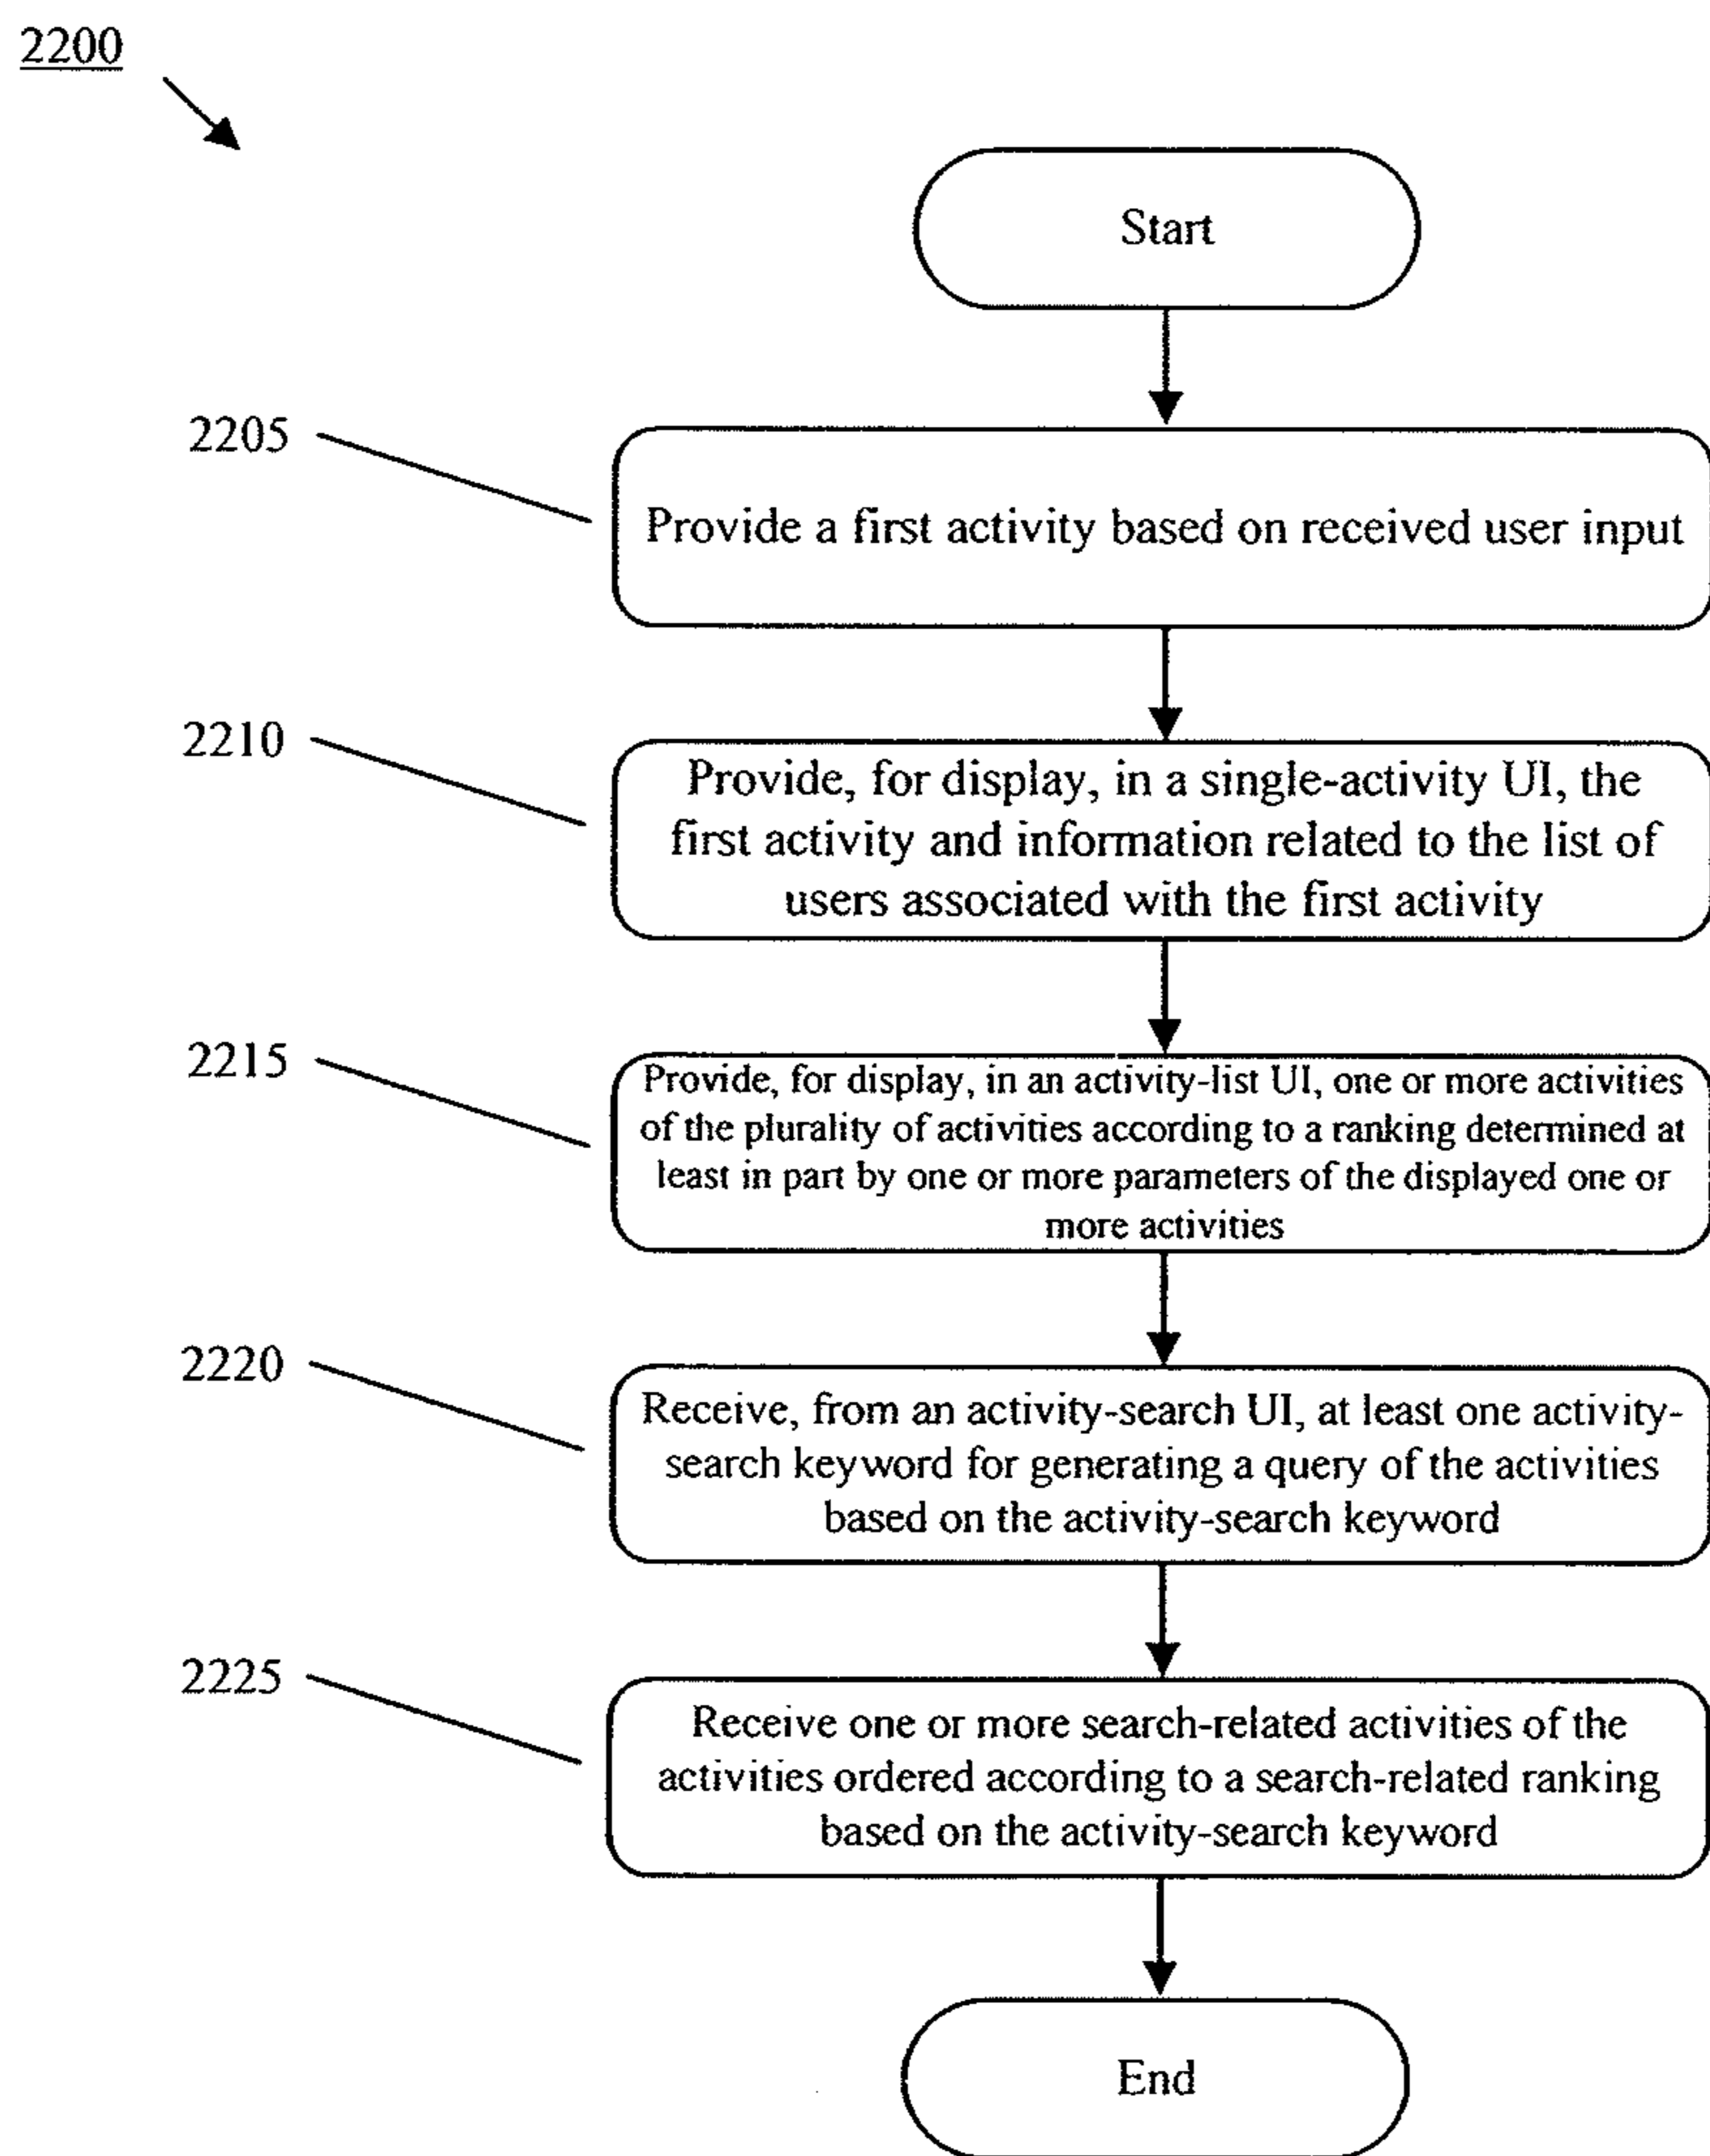 2200
Start
2205
Provide a first activity based on received user input
2210
Provide, for display, in a single-activity UI, the
first activity and information related to the list of
users associated with the first activity
2215
Provide, for display, in an activity-list UI, one or more activities
of the plurality of activities according to a ranking determined at
least in part by one or more parameters of the displayed one or
more activities
2220
Receive, from an activity-search UI, at least one activity-
search keyword for generating a query of the activities
based on the activity-search keyword
2225
Receive one or more search-related activities of the
activities ordered according to a search-related ranking
based on the activity-search keyword
End